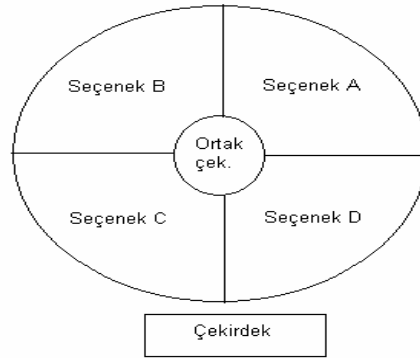 Seçenek B
Seçenek A
Ortak
çek.
Seçenek C
Seçenek D
Çekirdek